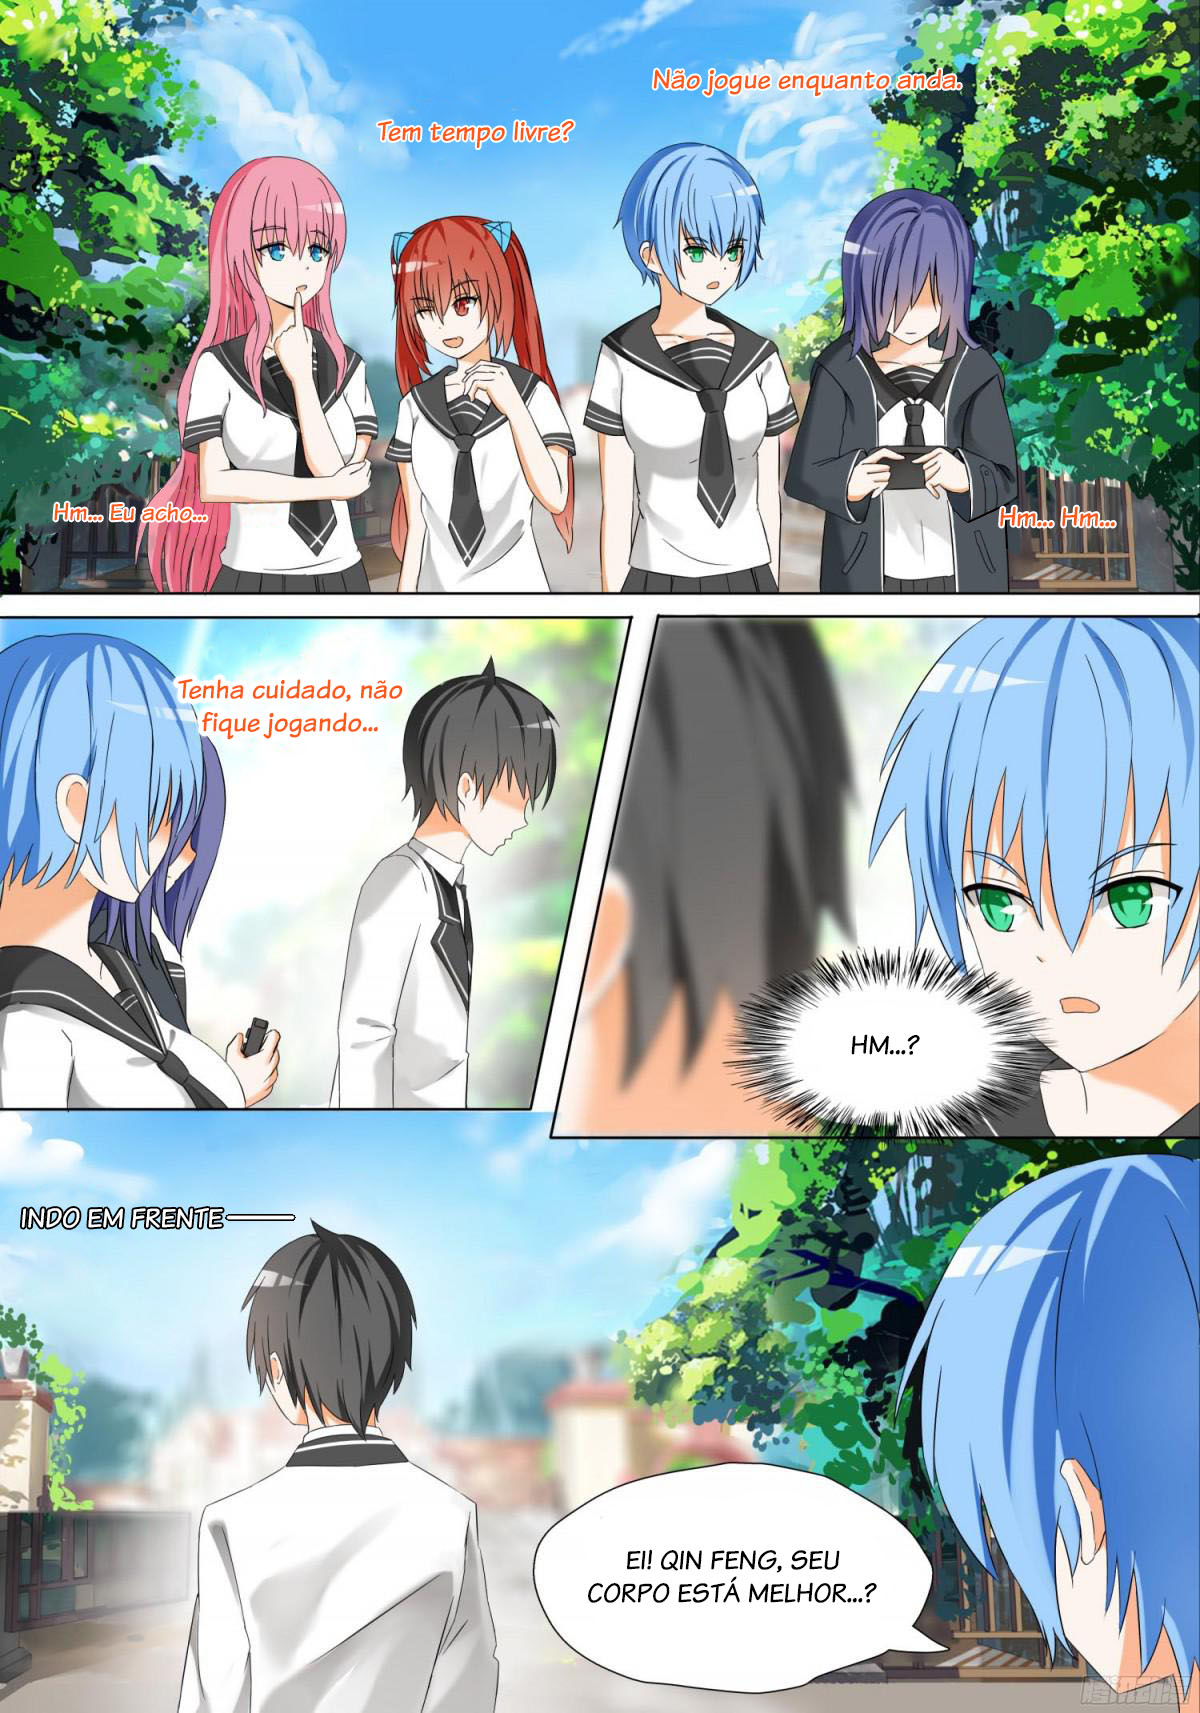 Não jogue enquanto anda.
Tem tempo livre?
Hm... Eu acho...
Hm... Hm...
Tenha cuidado, não
fique jogando...
HM...?
INDO EM FRENTE
EI! QIN FENG, SEU
CORPO ESTÁ MELHOR...?